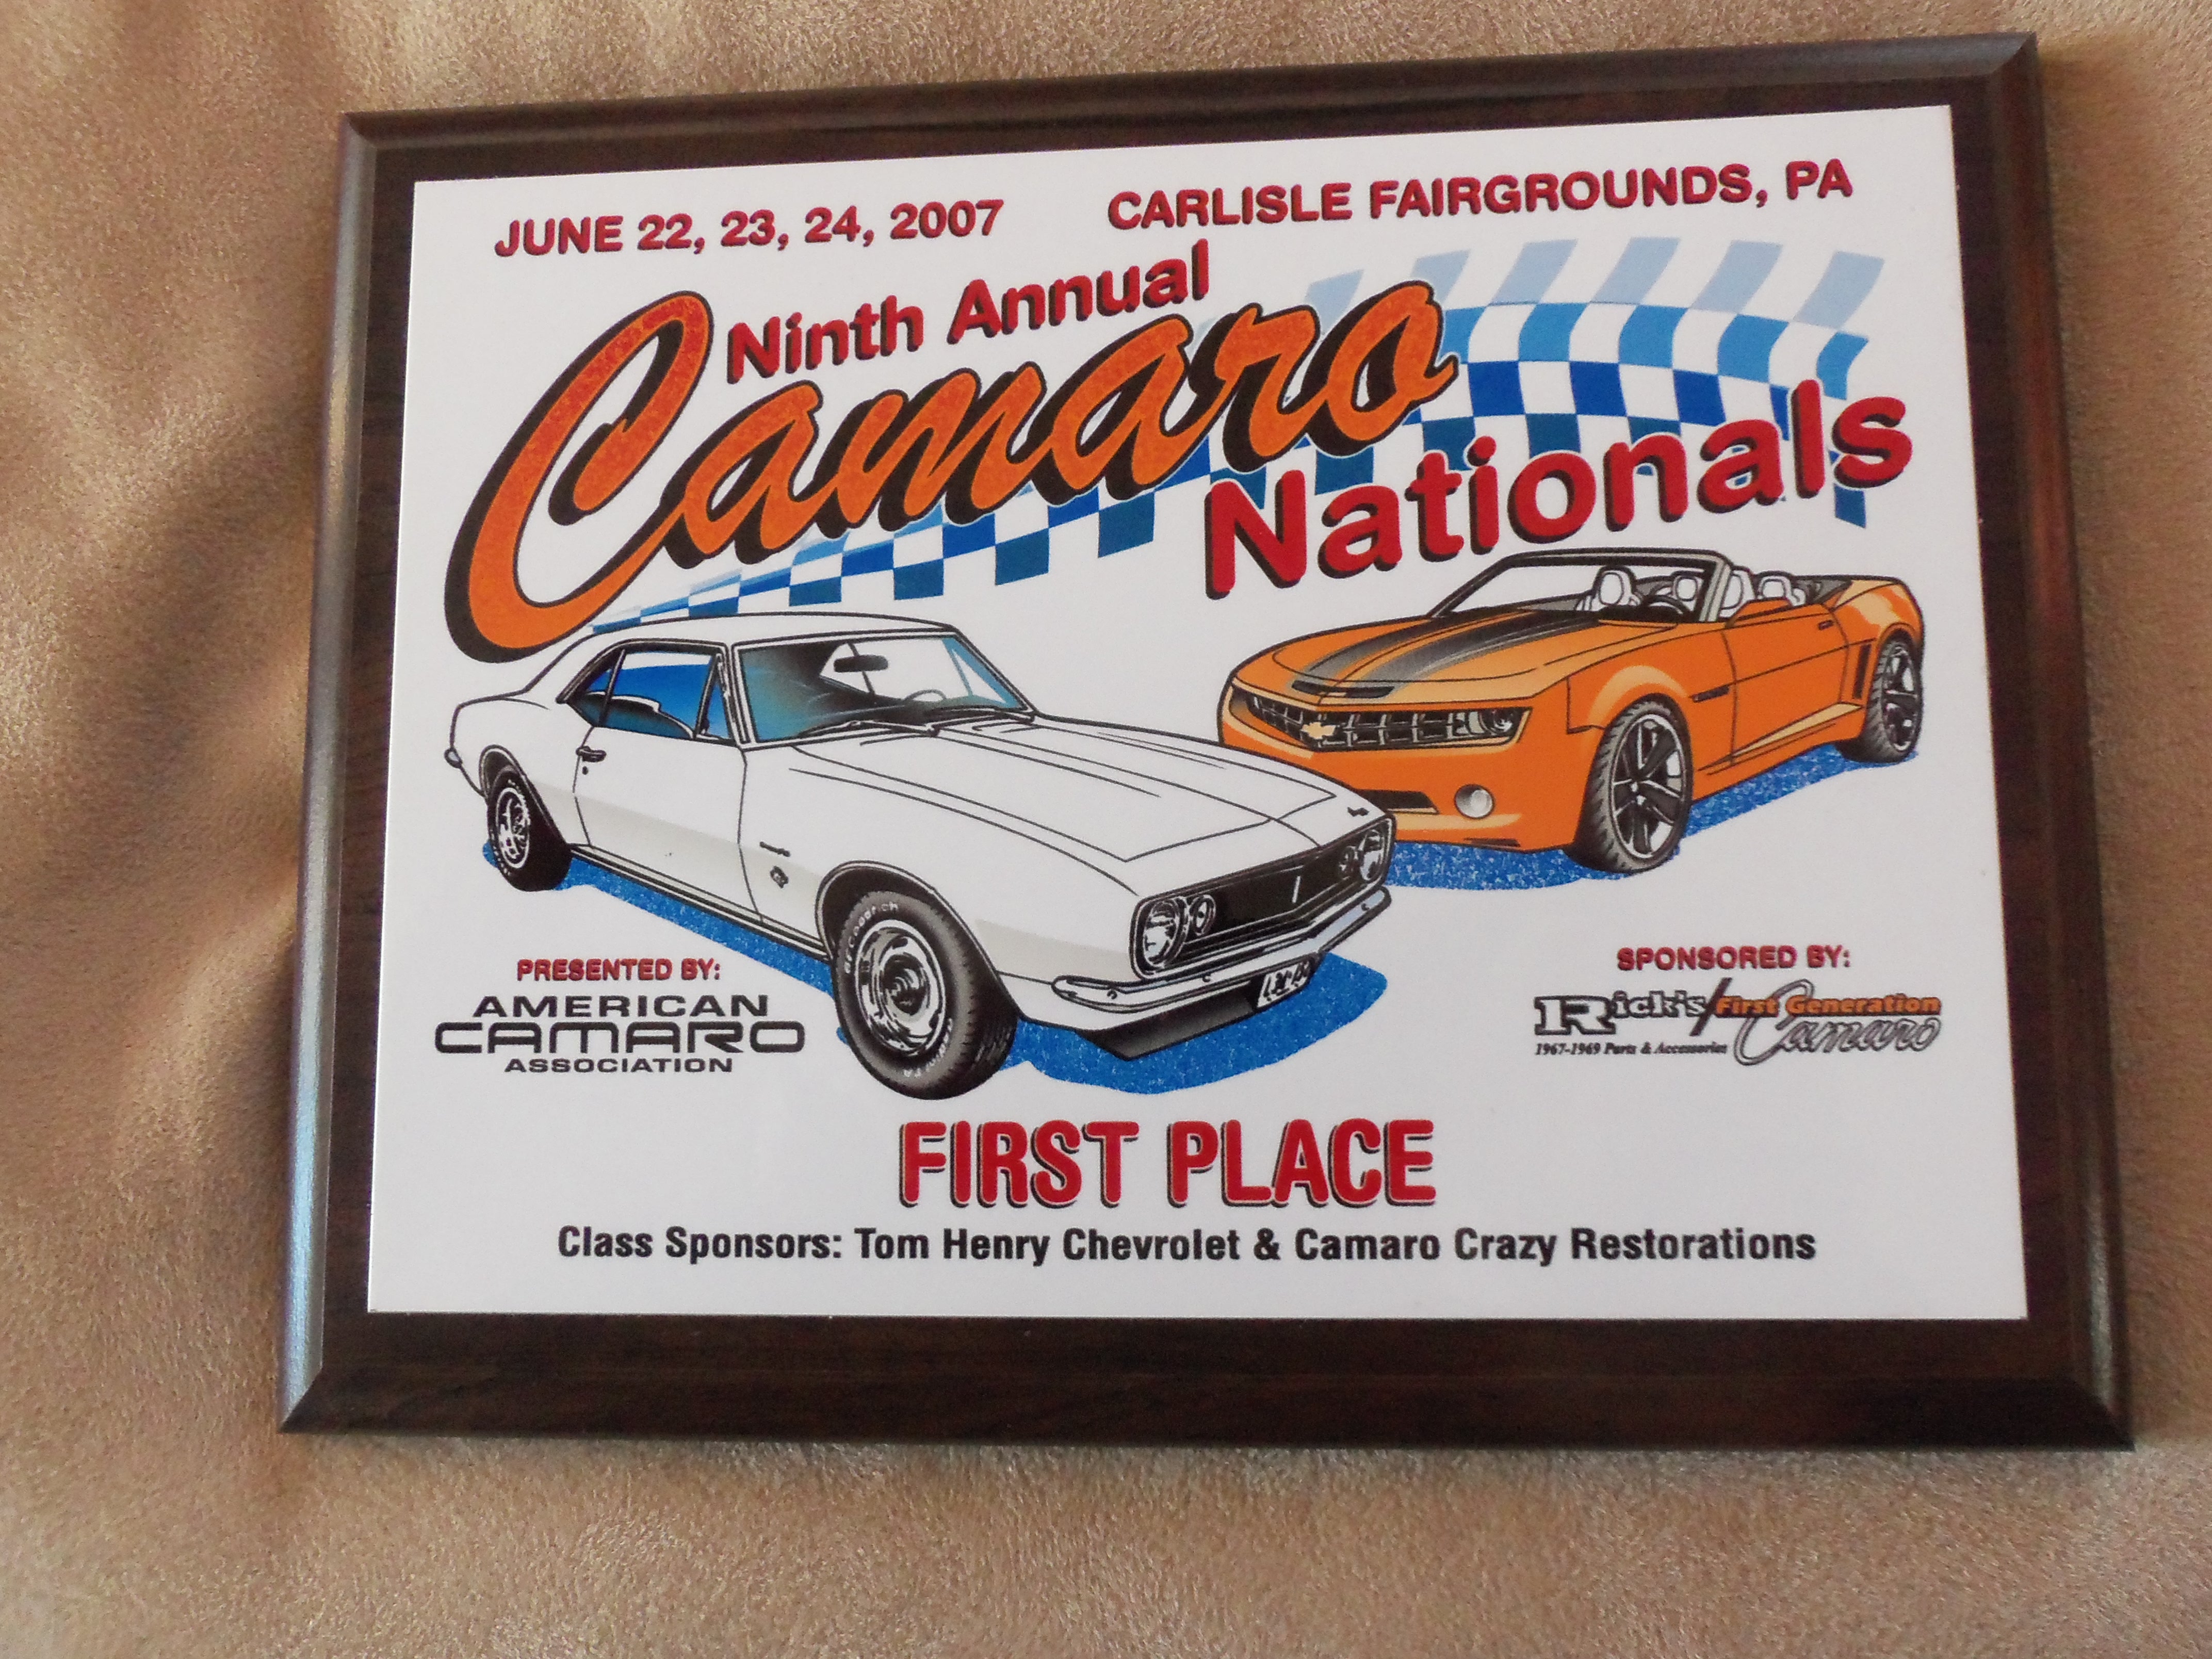 JUNE 22, 23, 24, 2007
CARLISLE FAIRGROUNDS, PA
Ninth Annual
Camaro
Nationals
BFGoodrich
PRESENTED BY:
AMERICAN
CAMARO
ASSOCIATION
SPONSORED BY:
Rick's/First Generation
1967-1969 Parts & Accessories Camaro
FIRST PLACE
Class Sponsors: Tom Henry Chevrolet & Camaro Crazy Restorations